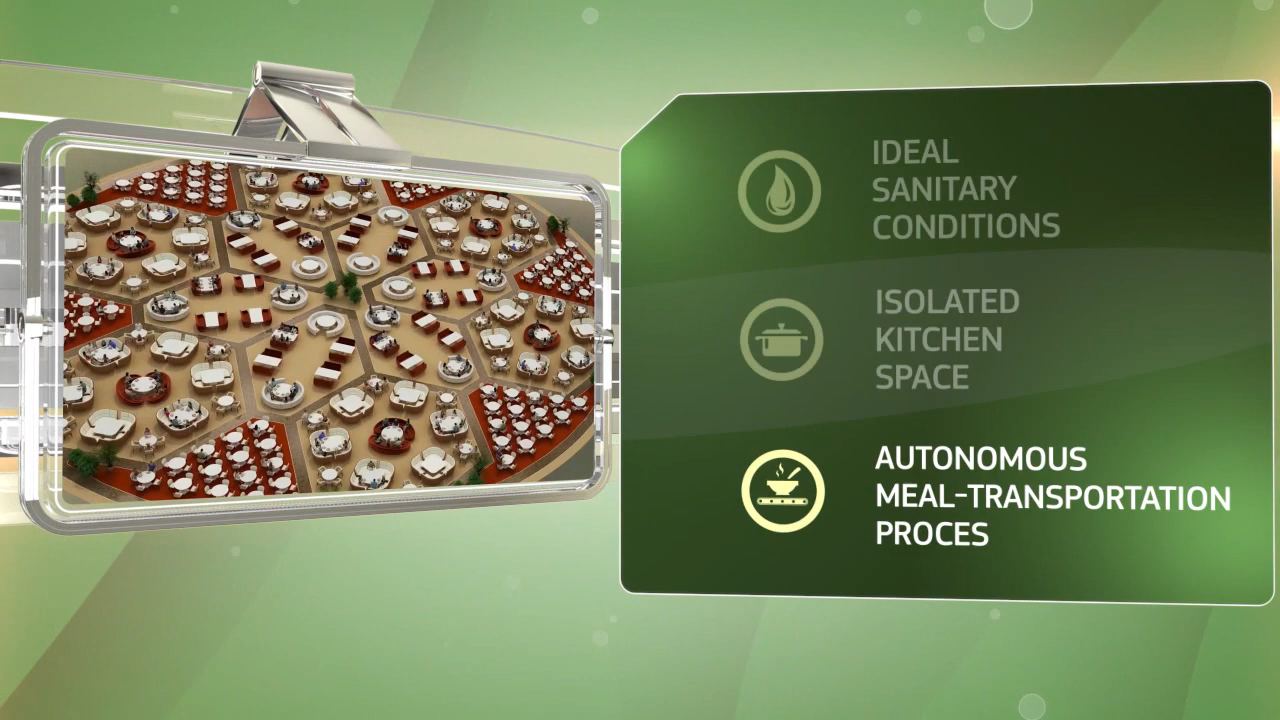 IDEAL
SANITARY
CONDITIONS
ISOLATED
KITCHEN
SPACE
AUTONOMOUS
MEAL-TRANSPORTATION
PROCES